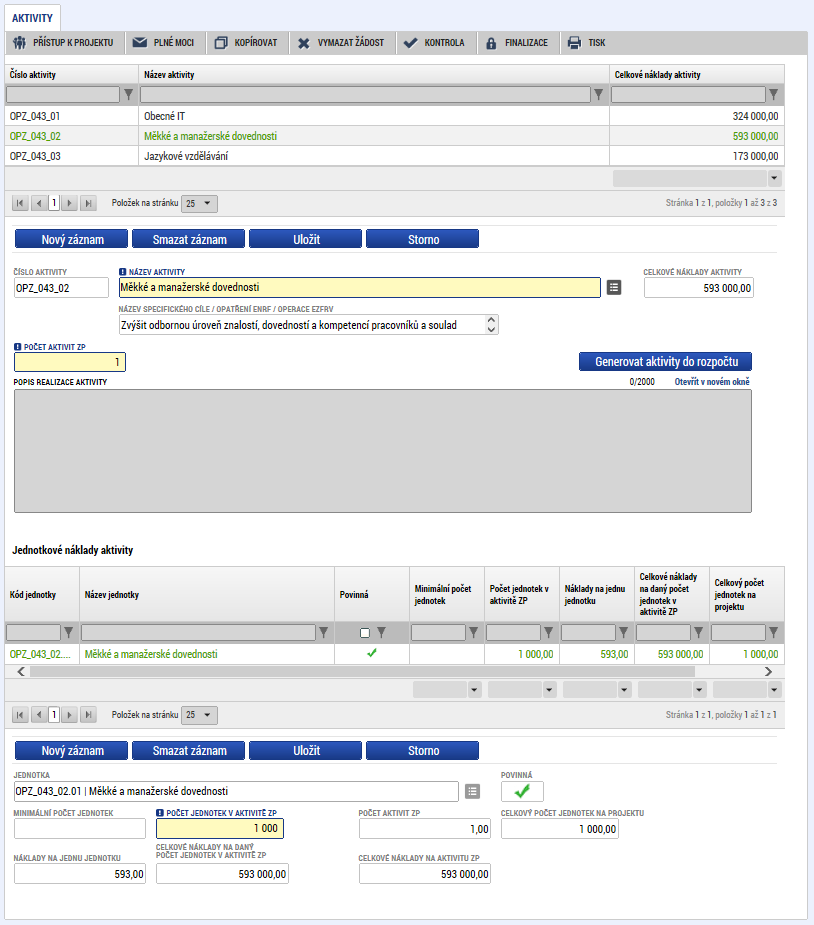 AKTIVITY
PŘÍSTUP K PROJEKTU PLNÉ MOCI KOPÍROVAT VYMAZAT ŽÁDOST KONTROLA FINALIZACE TISK
Číslo aktivity Název aktivity Celkové náklady aktivity
OPZ_043_01 Obecné IT 324 000,00
OPZ_043_02 Měkké a manažerské dovednosti 593 000,00
OPZ_043_03 Jazykové vzdělávání 173 000,00
1 Položek na stránku 25 Stránka 1 z 1, položky 1 až 3 z 3
Nový záznam Smazat záznam Uložit Storno
ČÍSLO AKTIVITY NÁZEV AKTIVITY CELKOVÉ NÁKLADY AKTIVITY
OPZ_043_02 Měkké a manažerské dovednosti 593 000,00
NÁZEV SPECIFICKÉHO CÍLE / OPATŘENÍ ENRF / OPERACE EZFRV
Zvýšit odbornou úroveň znalostí, dovedností a kompetencí pracovníků a soulad
POČET AKTIVIT ZP
1 Generovat aktivity do rozpočtu
POPIS REALIZACE AKTIVITY 0/2000 Otevřít v novém okně
Jednotkové náklady aktivity
Kód jednotky Název jednotky Povinná Minimální počet jednotek Počet jednotek v aktivitě ZP Náklady na jednu jednotku Celkové náklady na daný počet jednotek v aktivitě ZP Celkový počet jednotek na projektu
OPZ_043_02.... Měkké a manažerské dovednosti 1 000,00 593,00 593 000,00 1 000,00
1 Položek na stránku 25 Stránka 1 z 1, položky 1 až 1 z 1
Nový záznam Smazat záznam Uložit Storno
JEDNOTKA POVINNÁ
OPZ_043_02.01 | Měkké a manažerské dovednosti
MINIMÁLNÍ POČET JEDNOTEK POČET JEDNOTEK V AKTIVITĚ ZP POČET AKTIVIT ZP CELKOVÝ POČET JEDNOTEK NA PROJEKTU
1 000 1,00 1 000,00
NÁKLADY NA JEDNU JEDNOTKU CELKOVÉ NÁKLADY NA DANÝ POČET JEDNOTEK V AKTIVITĚ ZP CELKOVÉ NÁKLADY NA AKTIVITU ZP
593,00 593 000,00 593 000,00